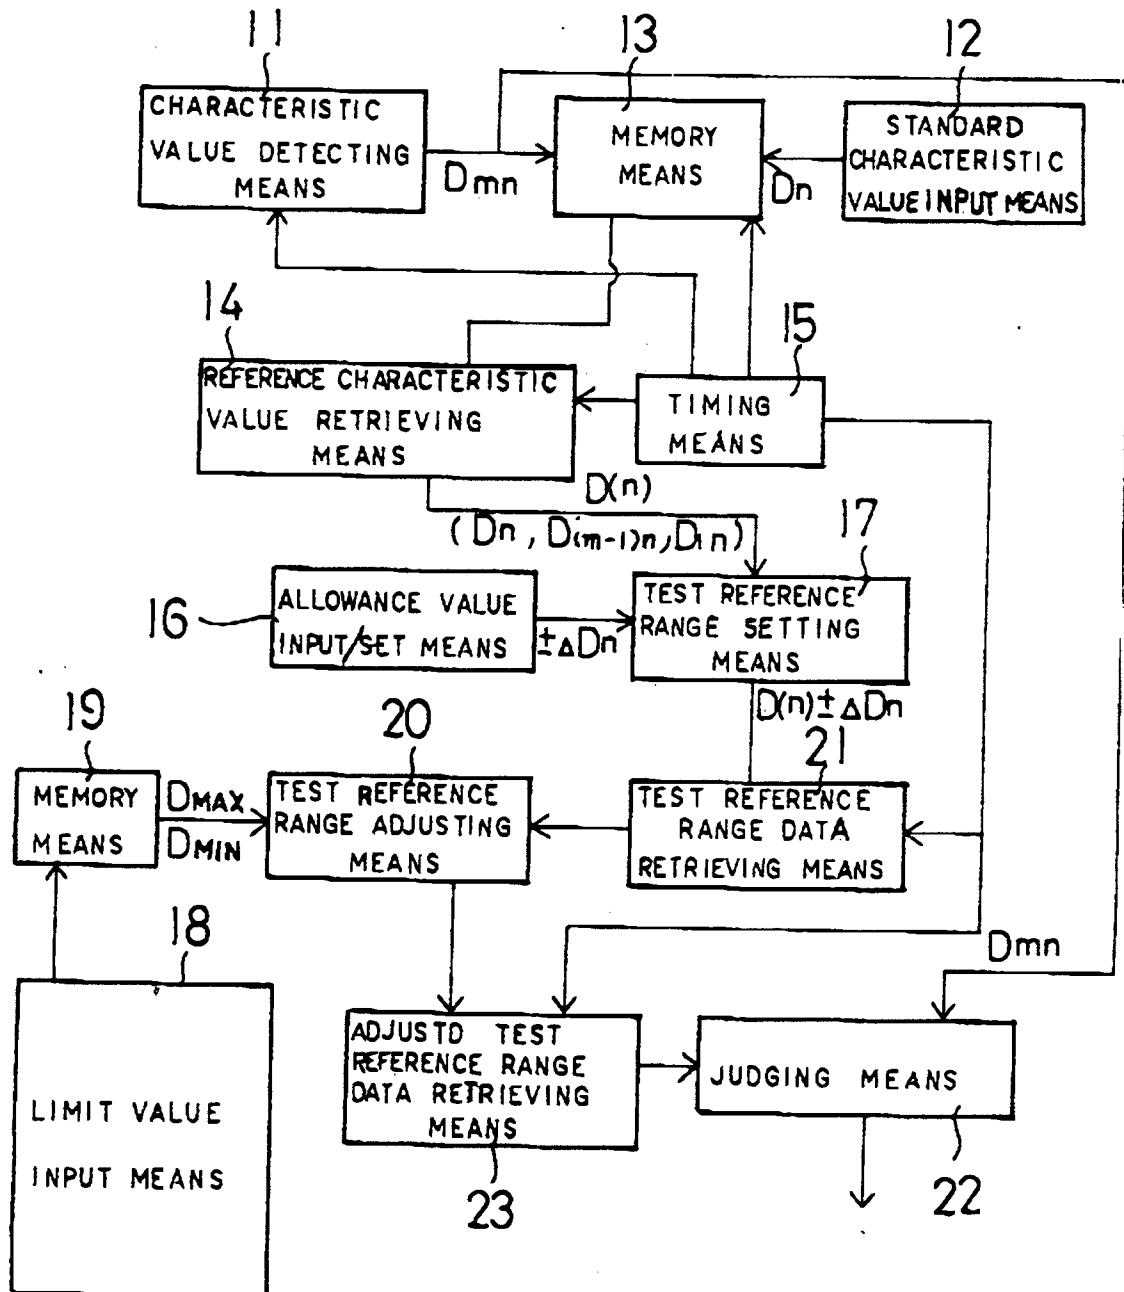 11
13
12
CHARACTERISTIC
VALUE DETECTING
MEANS
Dmn
MEMORY
MEANS
Dn
STANDARD
CHARACTERISTIC
VALUE INPUT MEANS
14
15
REFERENCE CHARACTERISTIC
VALUE RETRIEVING
MEANS
TIMING
MEANS
D(n)
(Dn, D(m-1)n, D1n)
17
16
ALLOWANCE VALUE
INPUT/SET MEANS
±ΔDn
TEST REFERENCE
RANGE SETTING
MEANS
D(n)±ΔDn
19
20
21
MEMORY
MEANS
DMAX
DMIN
TEST REFERENCE
RANGE ADJUSTING
MEANS
TEST REFERENCE
RANGE DATA
RETRIEVING MEANS
18
Dmn
LIMIT VALUE
INPUT MEANS
ADJUSTD TEST
REFERENCE RANGE
DATA RETRIEVING
MEANS
JUDGING MEANS
23
22